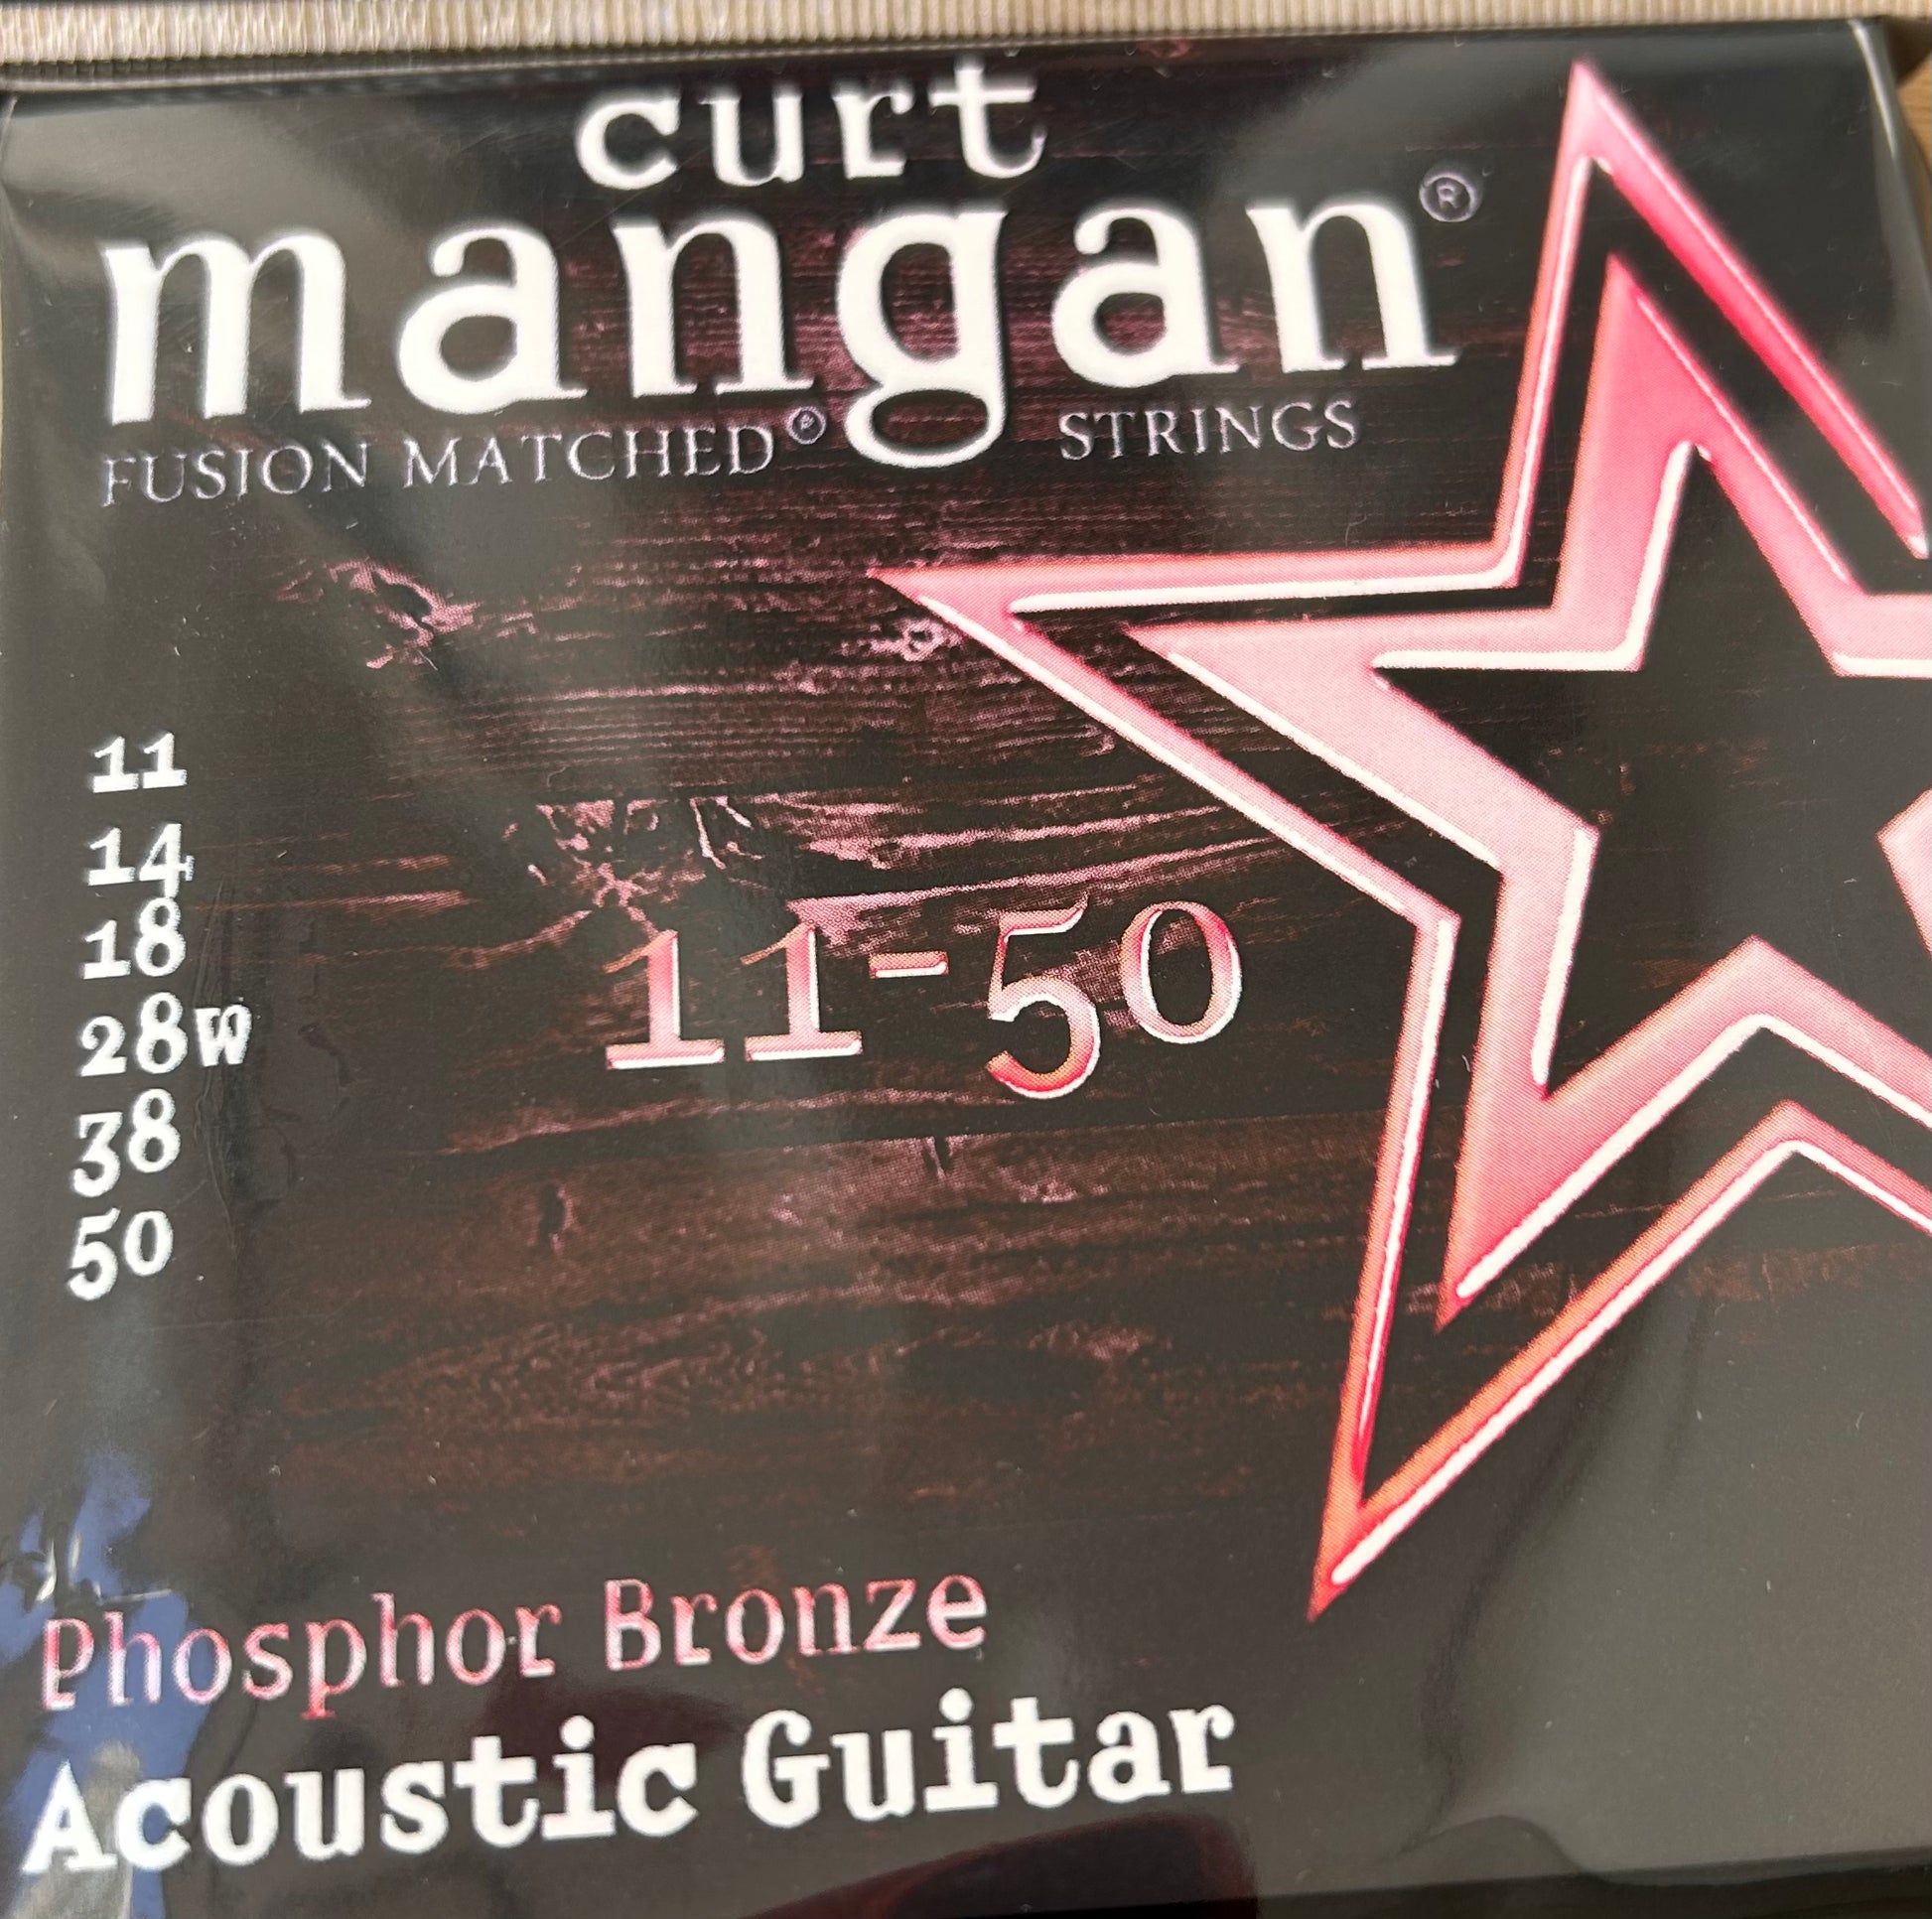 curt
mangan®
FUSION MATCHED® STRINGS
11
14
18
28W
38
50
11-50
Phosphor Bronze
Acoustic Guitar